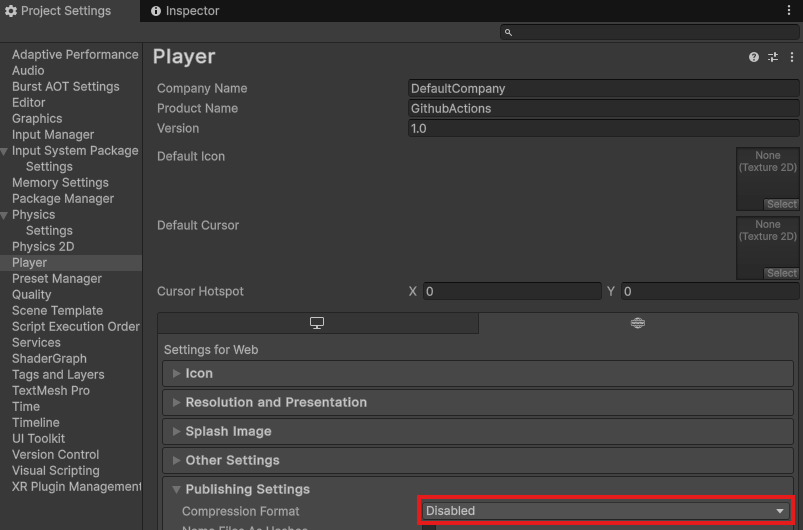 Project Settings
Inspector
Adaptive Performance
Audio
Burst AOT Settings
Editor
Graphics
Input Manager
Input System Package
Settings
Memory Settings
Package Manager
Physics
Settings
Physics 2D
Player
Preset Manager
Quality
Scene Template
Script Execution Order
Services
ShaderGraph
Tags and Layers
TextMesh Pro
Time
Timeline
UI Toolkit
Version Control
Visual Scripting
XR Plugin Management
Player
Company Name DefaultCompany
Product Name GithubActions
Version 1.0
Default Icon
None
(Texture 2D)
Select
Default Cursor
None
(Texture 2D)
Select
Cursor Hotspot X 0 Y 0
Settings for Web
Icon
Resolution and Presentation
Splash Image
Other Settings
Publishing Settings
Compression Format Disabled
Name Files As Hashes